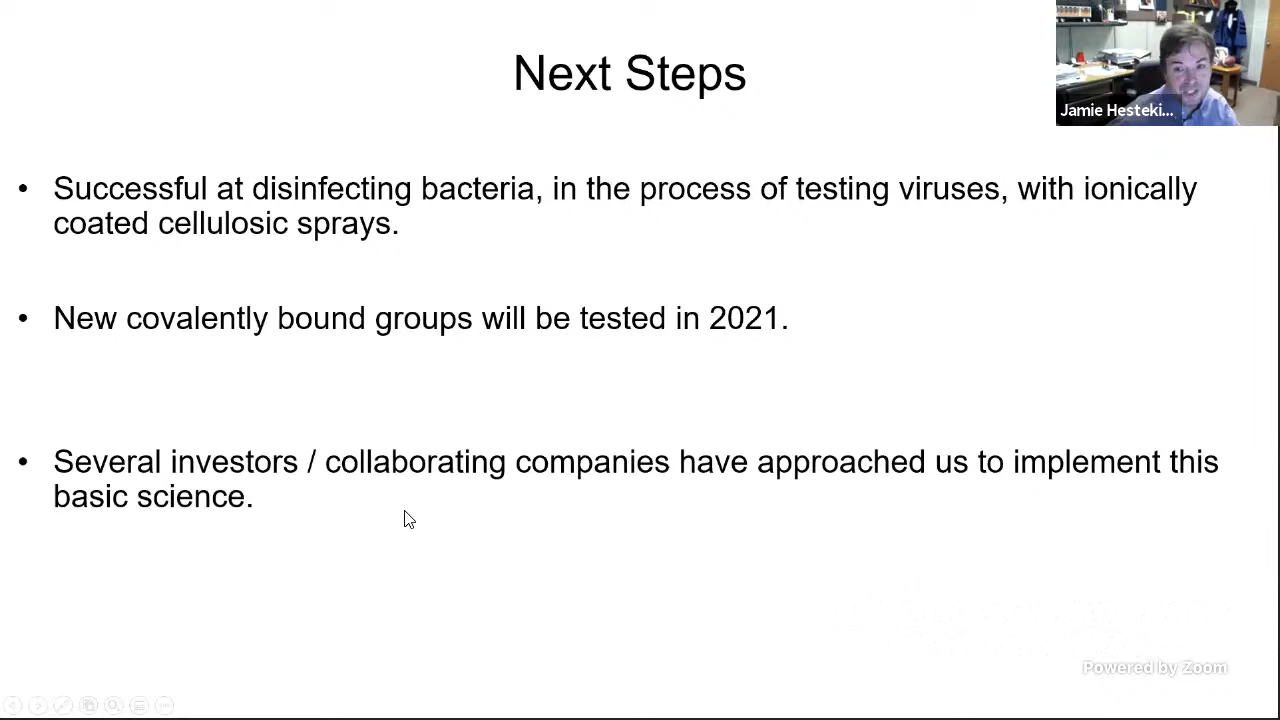 Next Steps
Jamie Hesteki...
• Successful at disinfecting bacteria, in the process of testing viruses, with ionically
coated cellulosic sprays.
• New covalently bound groups will be tested in 2021.
• Several investors / collaborating companies have approached us to implement this
basic science.
Powered by Zoom